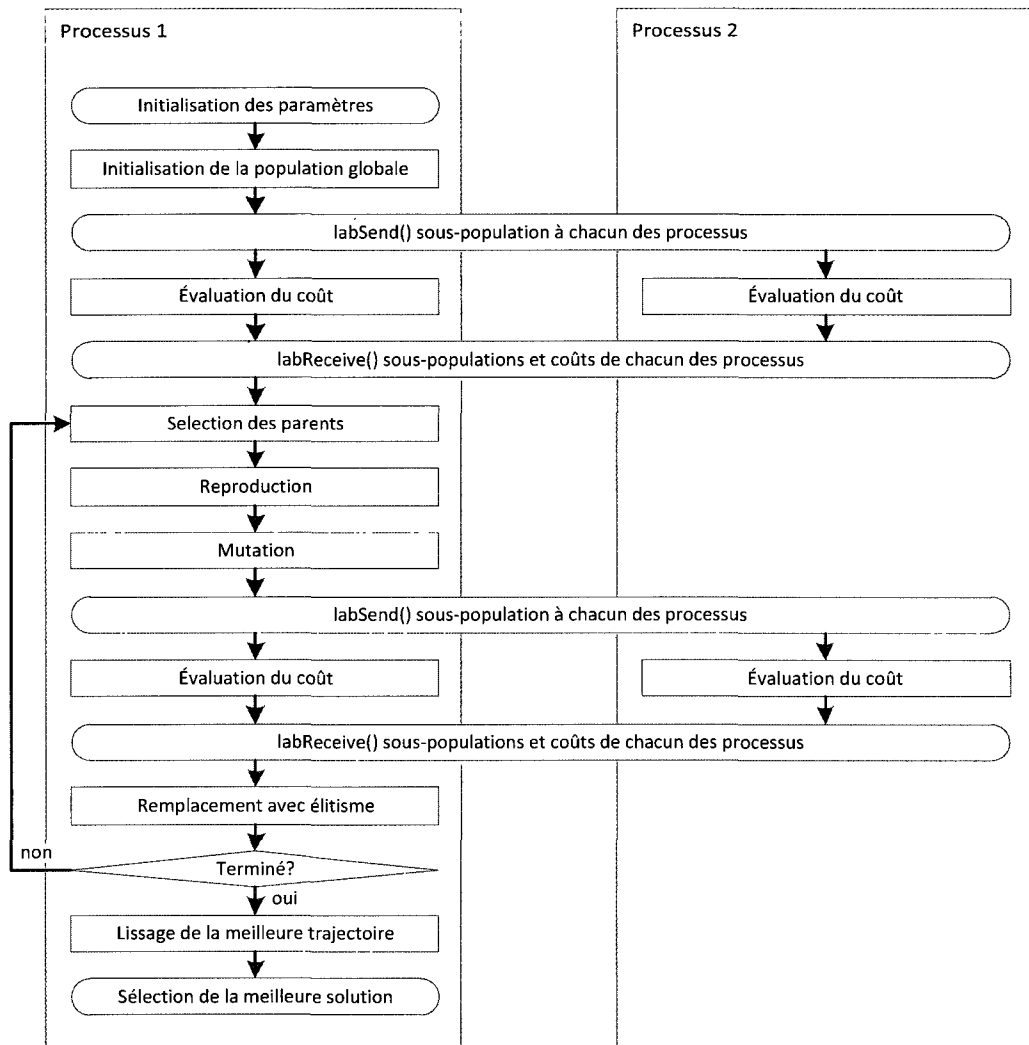 Processus 1
Processus 2
Initialisation des paramètres
Initialisation de la population globale
labSend() sous-population à chacun des processus
Évaluation du coût
Évaluation du coût
labReceive() sous-populations et coûts de chacun des processus
Selection des parents
Reproduction
Mutation
labSend() sous-population à chacun des processus
Évaluation du coût
Évaluation du coût
labReceive() sous-populations et coûts de chacun des processus
Remplacement avec élitisme
non
Terminé?
oui
Lissage de la meilleure trajectoire
Sélection de la meilleure solution